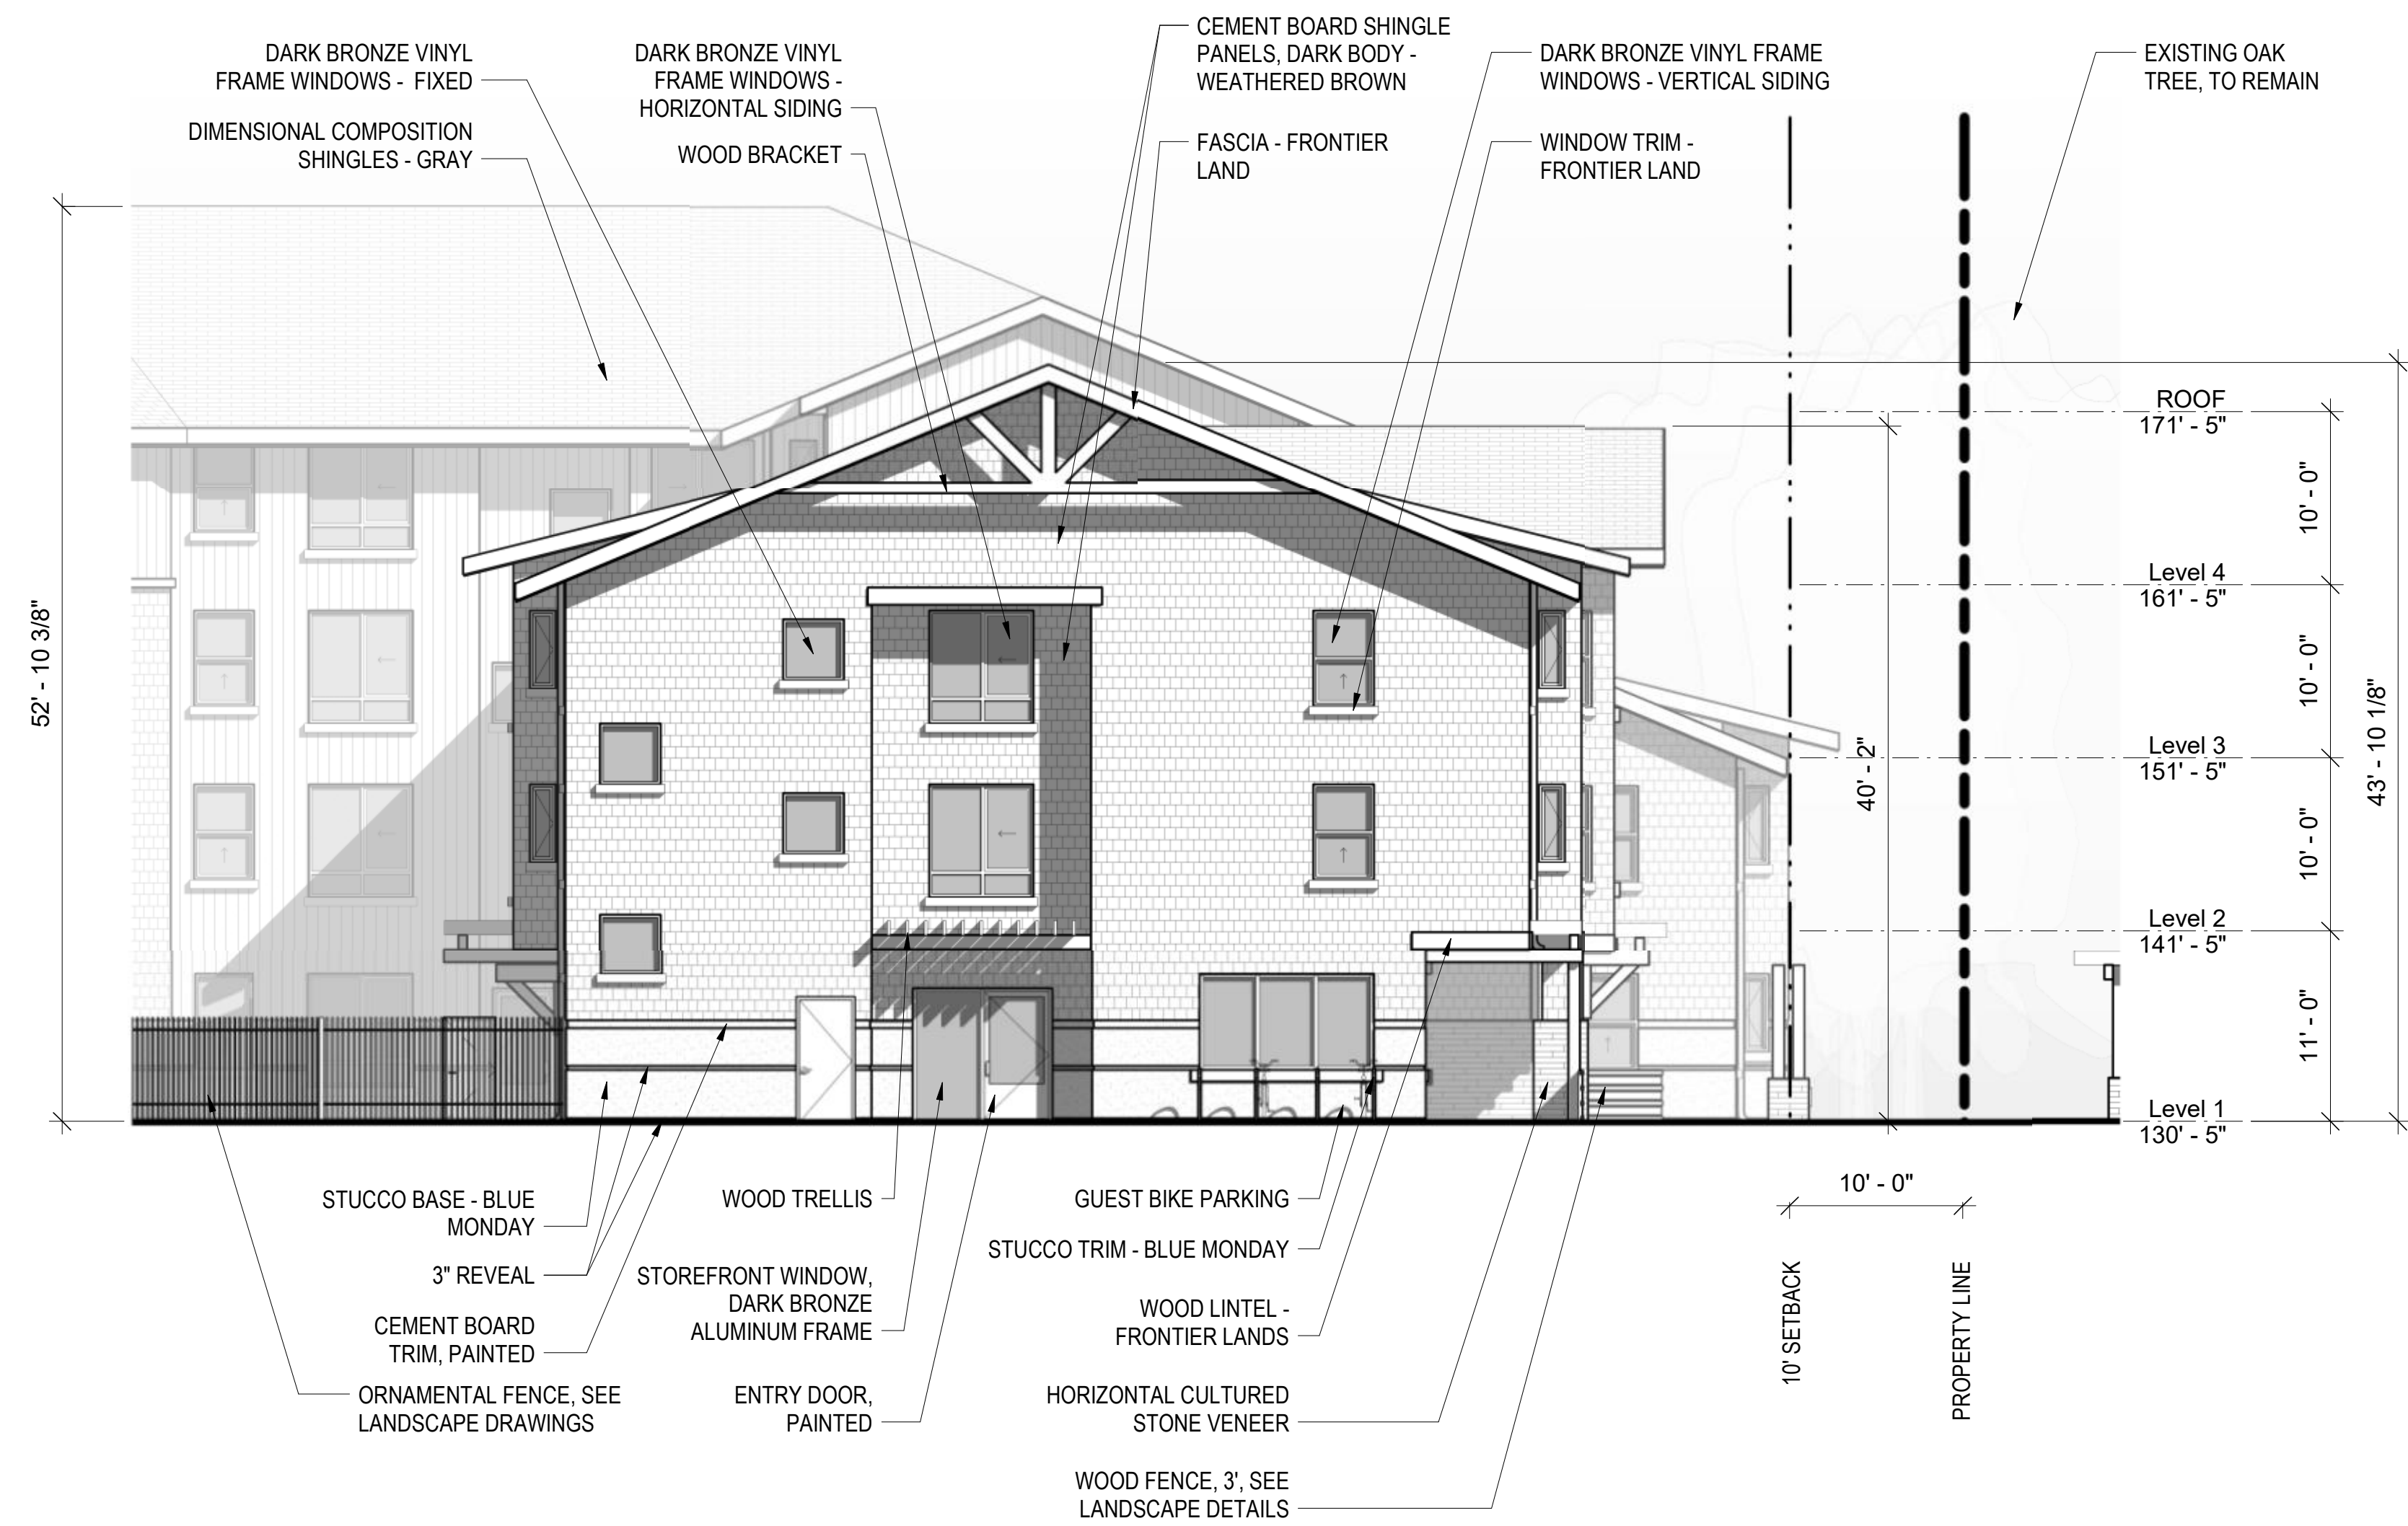 DARK BRONZE VINYL
FRAME WINDOWS - FIXED
DIMENSIONAL COMPOSITION
SHINGLES - GRAY
DARK BRONZE VINYL
FRAME WINDOWS -
HORIZONTAL SIDING
WOOD BRACKET
CEMENT BOARD SHINGLE
PANELS, DARK BODY -
WEATHERED BROWN
FASCIA - FRONTIER
LAND
DARK BRONZE VINYL FRAME
WINDOWS - VERTICAL SIDING
WINDOW TRIM -
FRONTIER LAND
EXISTING OAK
TREE, TO REMAIN
52' - 10 3/8"
ROOF
171' - 5"
10' - 0"
Level 4
161' - 5"
10' - 0"
Level 3
151' - 5"
10' - 0"
Level 2
141' - 5"
11' - 0"
Level 1
130' - 5"
40' - 2"
43' - 10 1/8"
10' - 0"
10' SETBACK
PROPERTY LINE
STUCCO BASE - BLUE
MONDAY
3" REVEAL
CEMENT BOARD
TRIM, PAINTED
ORNAMENTAL FENCE, SEE
LANDSCAPE DRAWINGS
WOOD TRELLIS
STOREFRONT WINDOW,
DARK BRONZE
ALUMINUM FRAME
ENTRY DOOR,
PAINTED
GUEST BIKE PARKING
STUCCO TRIM - BLUE MONDAY
WOOD LINTEL -
FRONTIER LANDS
HORIZONTAL CULTURED
STONE VENEER
WOOD FENCE, 3', SEE
LANDSCAPE DETAILS